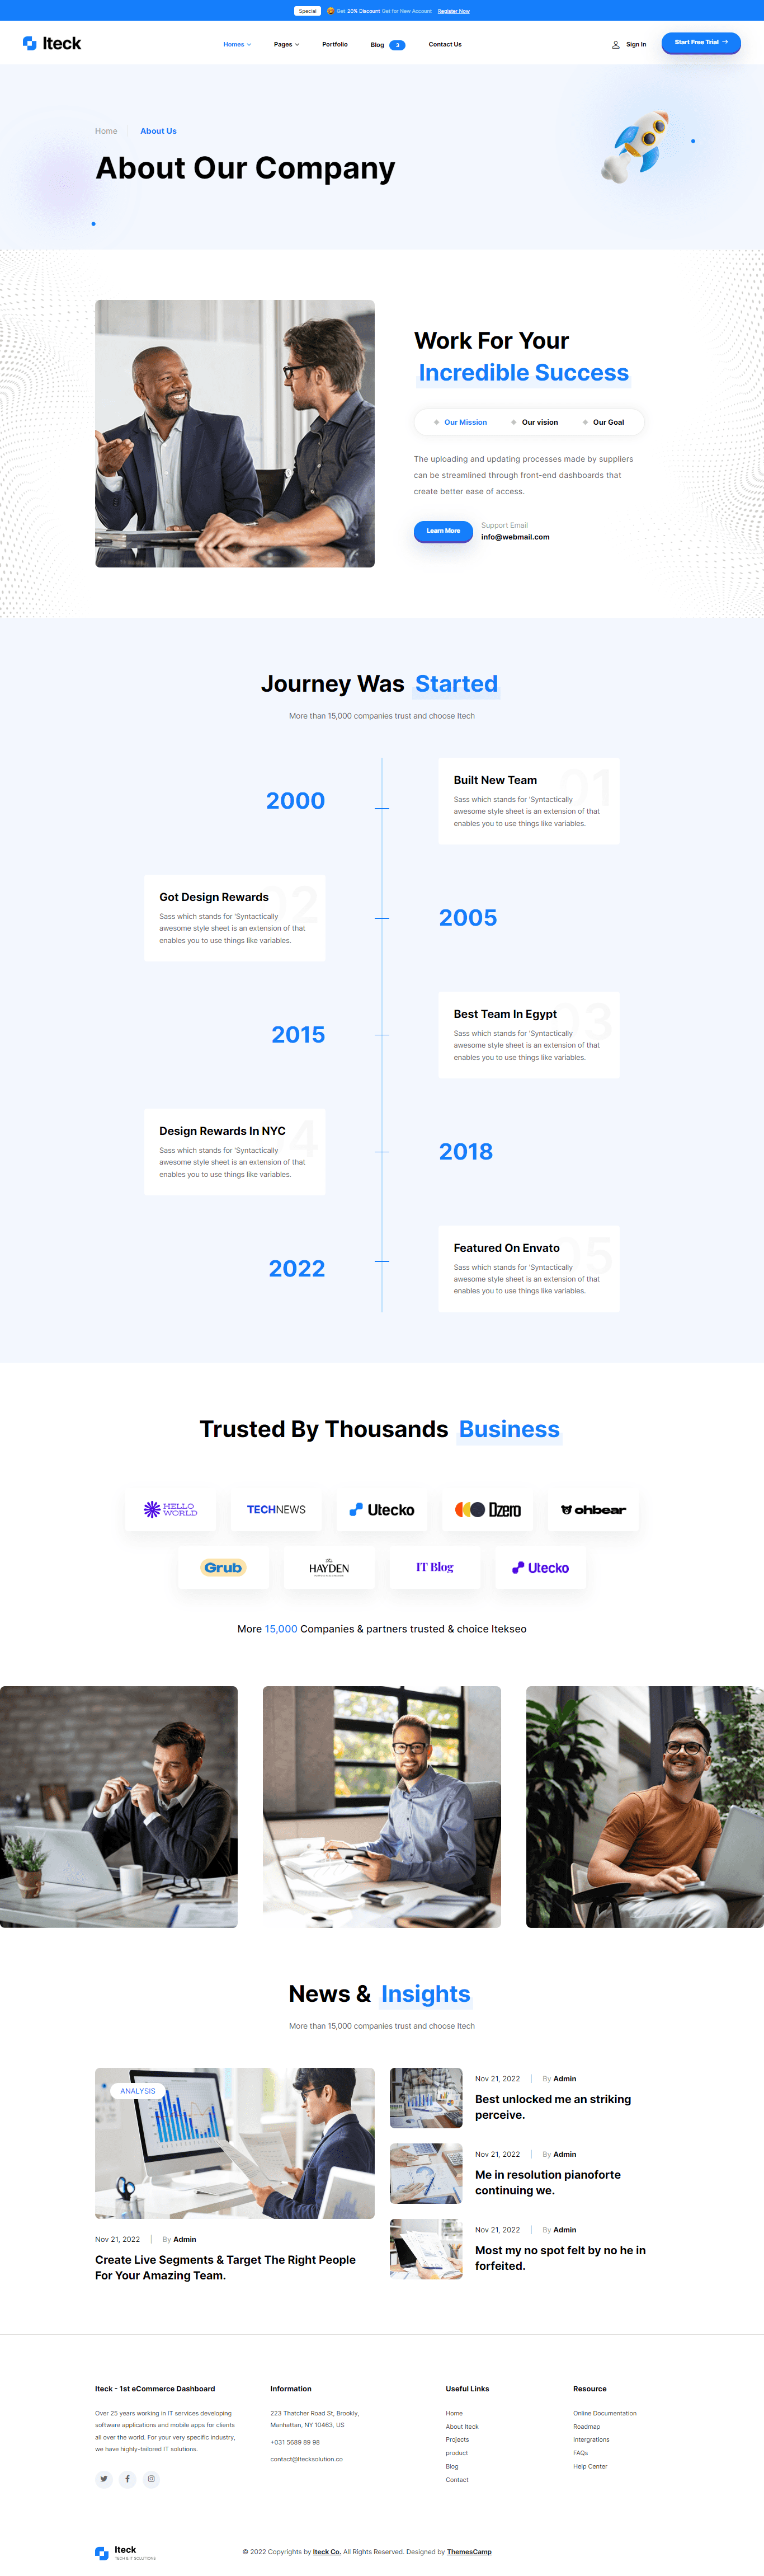 Special 😄 Get 20% Discount Get for New Account Register Now
Iteck
Homes Pages Portfolio Blog 3 Contact Us
Sign In Start Free Trial →
Home About Us
About Our Company
Work For Your
Incredible Success
Our Mission Our vision Our Goal
The uploading and updating processes made by suppliers
can be streamlined through front-end dashboards that
create better ease of access.
Learn More
Support Email
info@webmail.com
Journey Was Started
More than 15,000 companies trust and choose Itech
2000
01
Built New Team
Sass which stands for 'Syntactically
awesome style sheet is an extension of that
enables you to use things like variables.
02
Got Design Rewards
Sass which stands for 'Syntactically
awesome style sheet is an extension of that
enables you to use things like variables.
2005
2015
03
Best Team In Egypt
Sass which stands for 'Syntactically
awesome style sheet is an extension of that
enables you to use things like variables.
04
Design Rewards In NYC
Sass which stands for 'Syntactically
awesome style sheet is an extension of that
enables you to use things like variables.
2018
2022
05
Featured On Envato
Sass which stands for 'Syntactically
awesome style sheet is an extension of that
enables you to use things like variables.
Trusted By Thousands Business
HELLO
WORLD
TECHNEWS
Utecko
Dzero
ohbear
Grub
the
HAYDEN
IT Blog
Utecko
More 15,000 Companies & partners trusted & choice Itekseo
News & Insights
More than 15,000 companies trust and choose Itech
ANALYSIS
Nov 21, 2022 | By Admin
Create Live Segments & Target The Right People
For Your Amazing Team.
Nov 21, 2022 | By Admin
Best unlocked me an striking
perceive.
Nov 21, 2022 | By Admin
Me in resolution pianoforte
continuing we.
Nov 21, 2022 | By Admin
Most my no spot felt by no he in
forfeited.
Iteck - 1st eCommerce Dashboard
Over 25 years working in IT services developing
software applications and mobile apps for clients
all over the world. For your very specific industry,
we have highly-tailored IT solutions.
Information
223 Thatcher Road St, Brookly,
Manhattan, NY 10463, US
+031 5689 89 98
contact@Itecksolution.co
Useful Links
Home
About Iteck
Projects
product
Blog
Contact
Resource
Online Documentation
Roadmap
Intergrations
FAQs
Help Center
Iteck
TECH & IT SOLUTIONS
© 2022 Copyrights by Iteck Co. All Rights Reserved. Designed by ThemesCamp